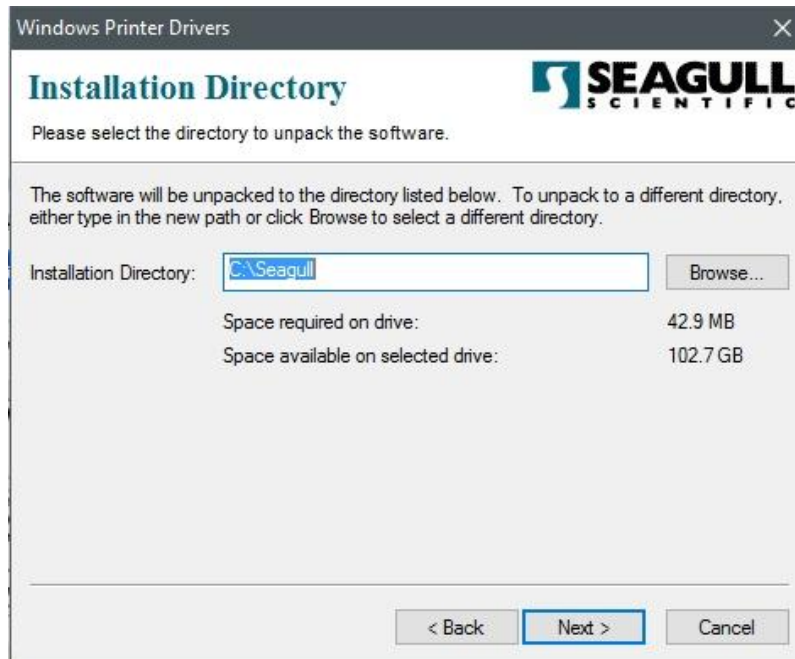 Windows Printer Drivers
Installation Directory
SEAGULL
SCIENTIFIC
Please select the directory to unpack the software.
The software will be unpacked to the directory listed below. To unpack to a different directory,
either type in the new path or click Browse to select a different directory.
Installation Directory: C:\Seagull Browse...
Space required on drive: 42.9 MB
Space available on selected drive: 102.7 GB
< Back Next > Cancel